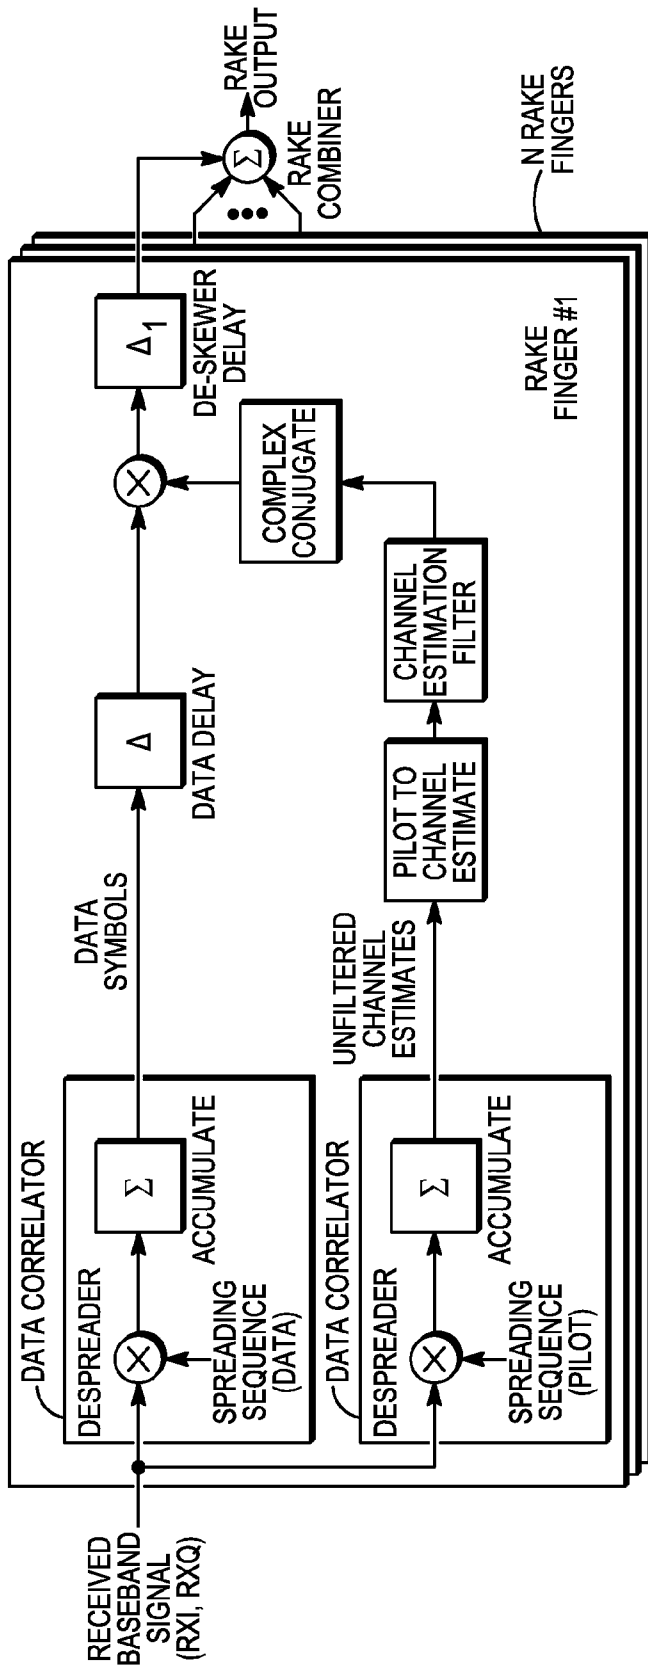 RECEIVED
BASEBAND
SIGNAL
(RXI, RXQ)
DATA CORRELATOR
DESPREADER
×
SPREADING
SEQUENCE
(DATA)
Σ
ACCUMULATE
DATA
SYMBOLS
Δ
DATA DELAY
×
Δ1
DE-SKEWER
DELAY
Σ
RAKE
OUTPUT
RAKE
COMBINER
N RAKE
FINGERS
DATA CORRELATOR
DESPREADER
×
SPREADING
SEQUENCE
(PILOT)
Σ
ACCUMULATE
UNFILTERED
CHANNEL
ESTIMATES
PILOT TO
CHANNEL
ESTIMATE
CHANNEL
ESTIMATION
FILTER
COMPLEX
CONJUGATE
RAKE
FINGER #1